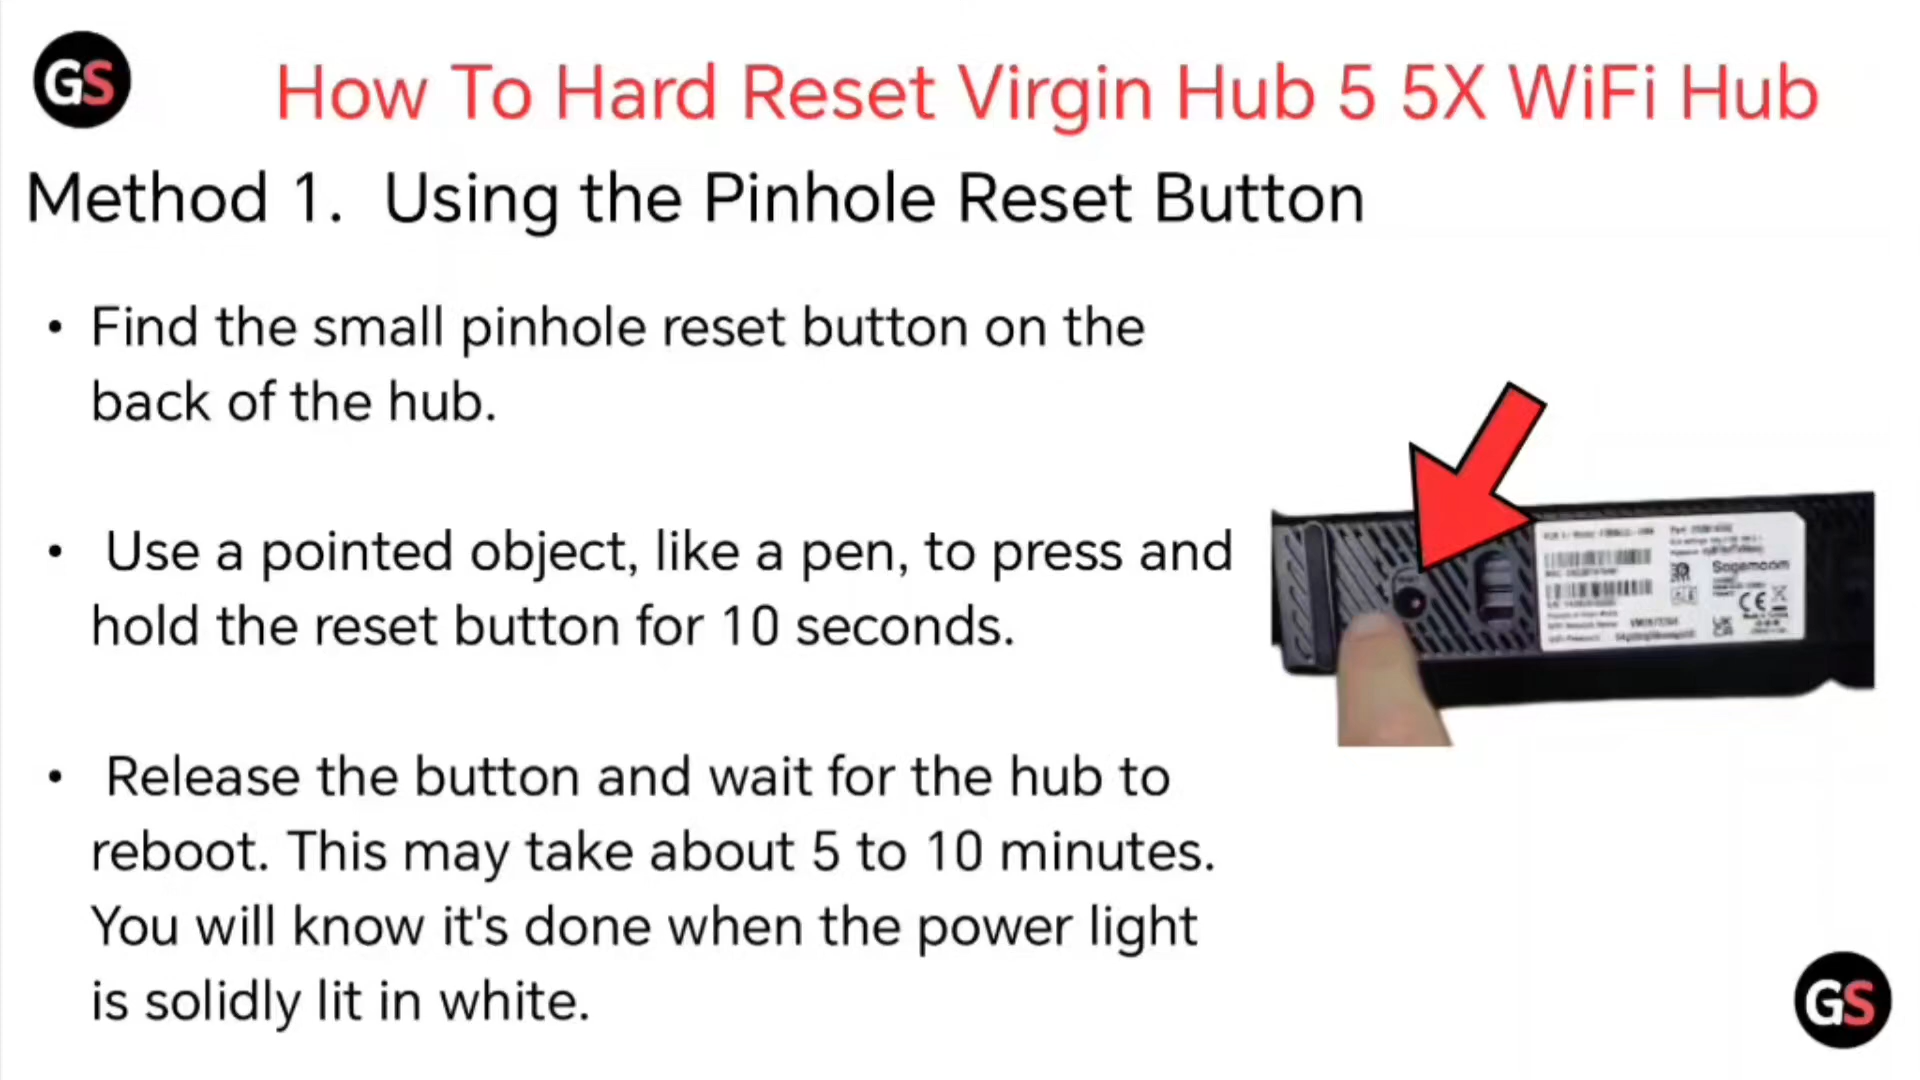 GS
How To Hard Reset Virgin Hub 5 5X WiFi Hub
Method 1. Using the Pinhole Reset Button
• Find the small pinhole reset button on the
back of the hub.
• Use a pointed object, like a pen, to press and
hold the reset button for 10 seconds.
• Release the button and wait for the hub to
reboot. This may take about 5 to 10 minutes.
You will know it's done when the power light
is solidly lit in white.
Sagemcom
CE
UK
CA
GS